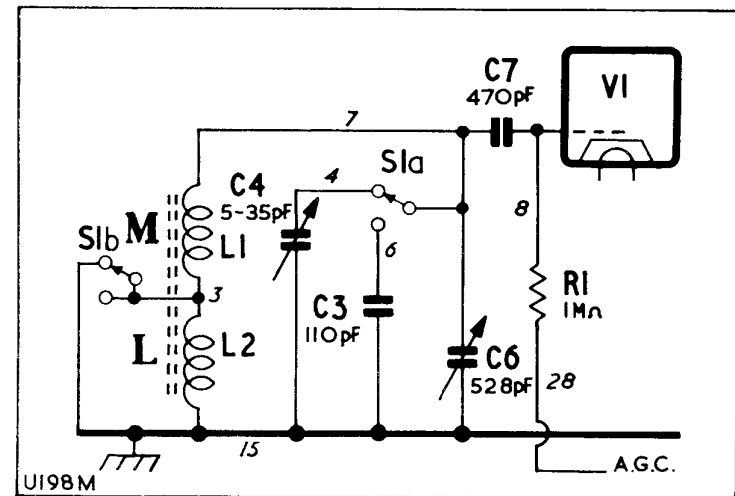 C7
470pF
V1
7
S1a
4
C4
5-35pF
8
M
S1b
L1
6
R1
1MΩ
3
C3
110pF
L
L2
C6
528pF
28
15
A.G.C.
U198M